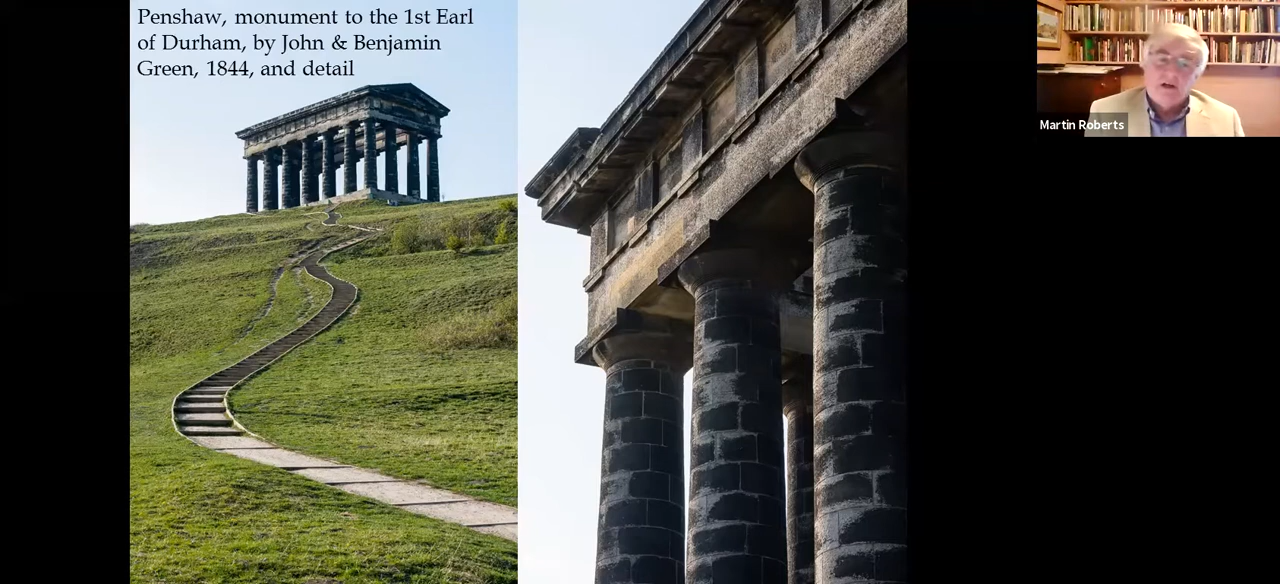 Penshaw, monument to the 1st Earl
of Durham, by John & Benjamin
Green, 1844, and detail
Martin Roberts